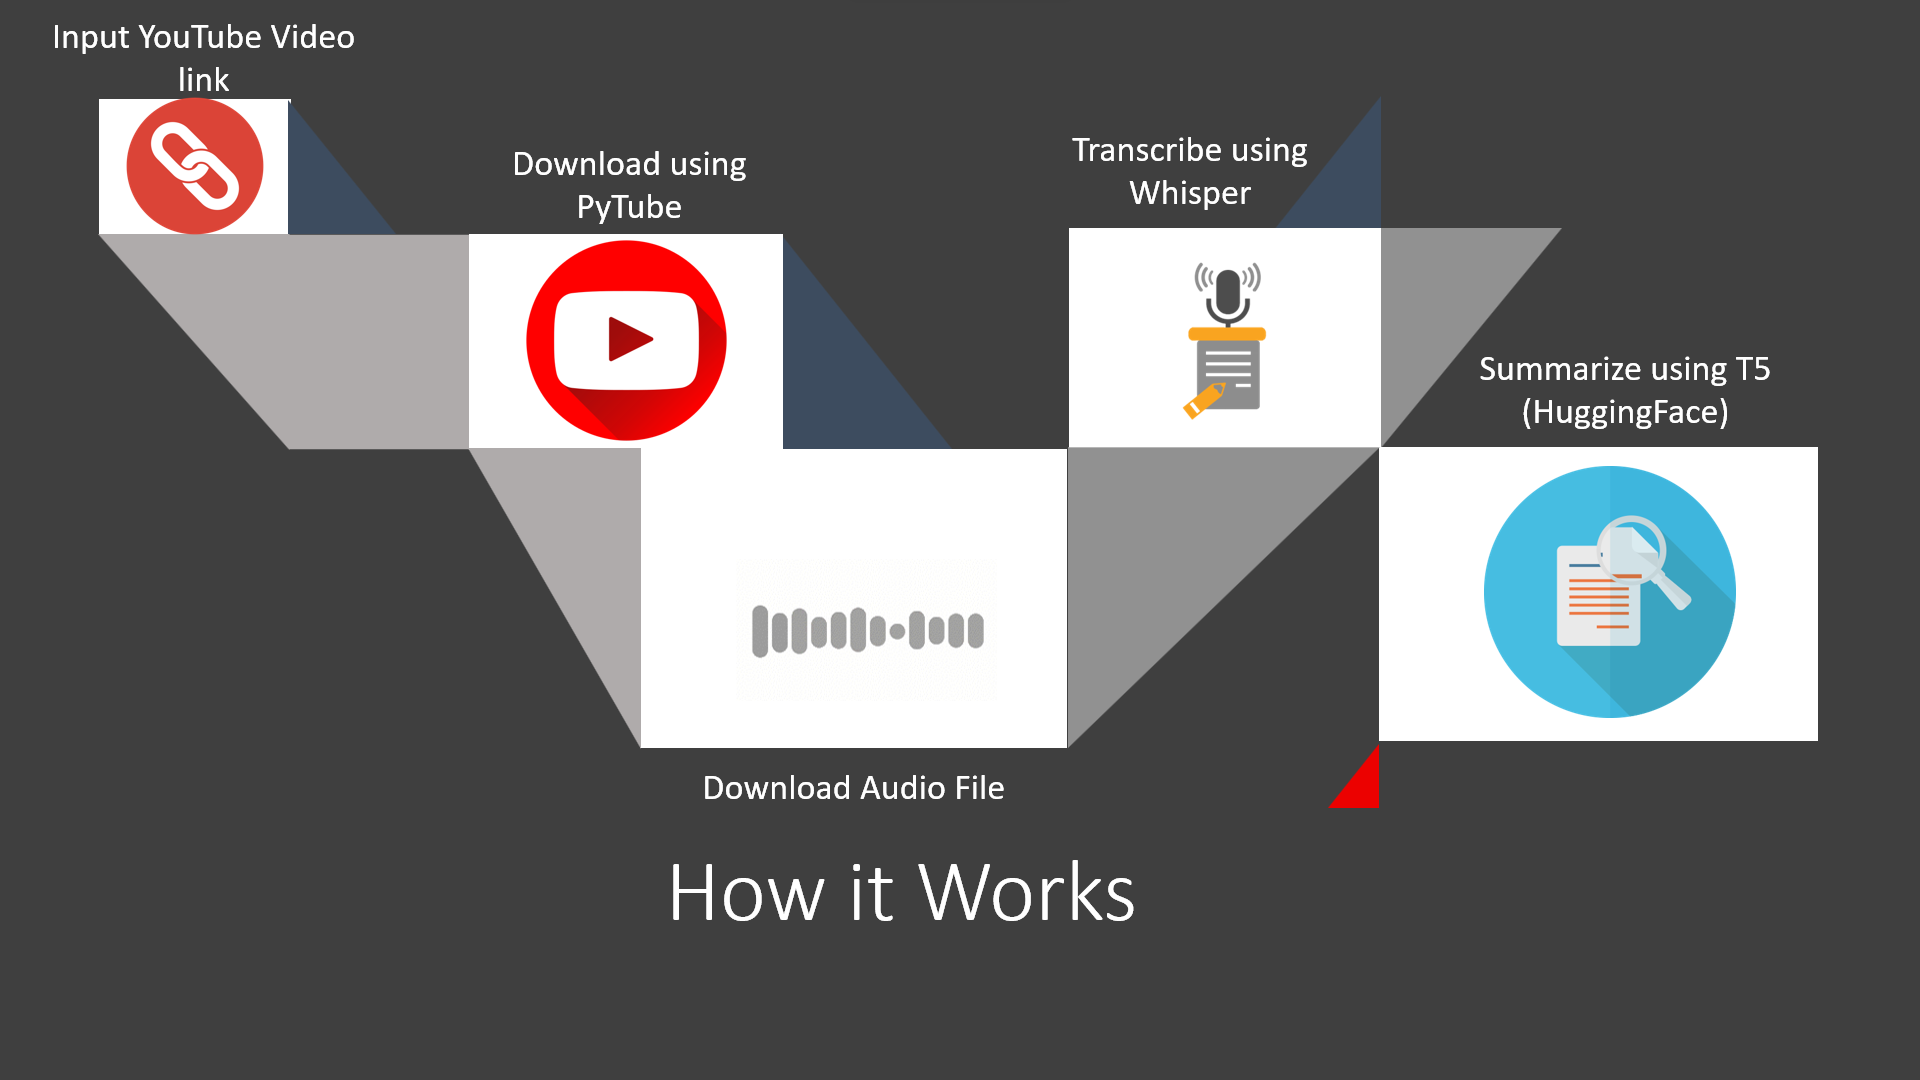 Input YouTube Video
link
Download using
PyTube
Transcribe using
Whisper
Summarize using T5
(HuggingFace)
Download Audio File
How it Works